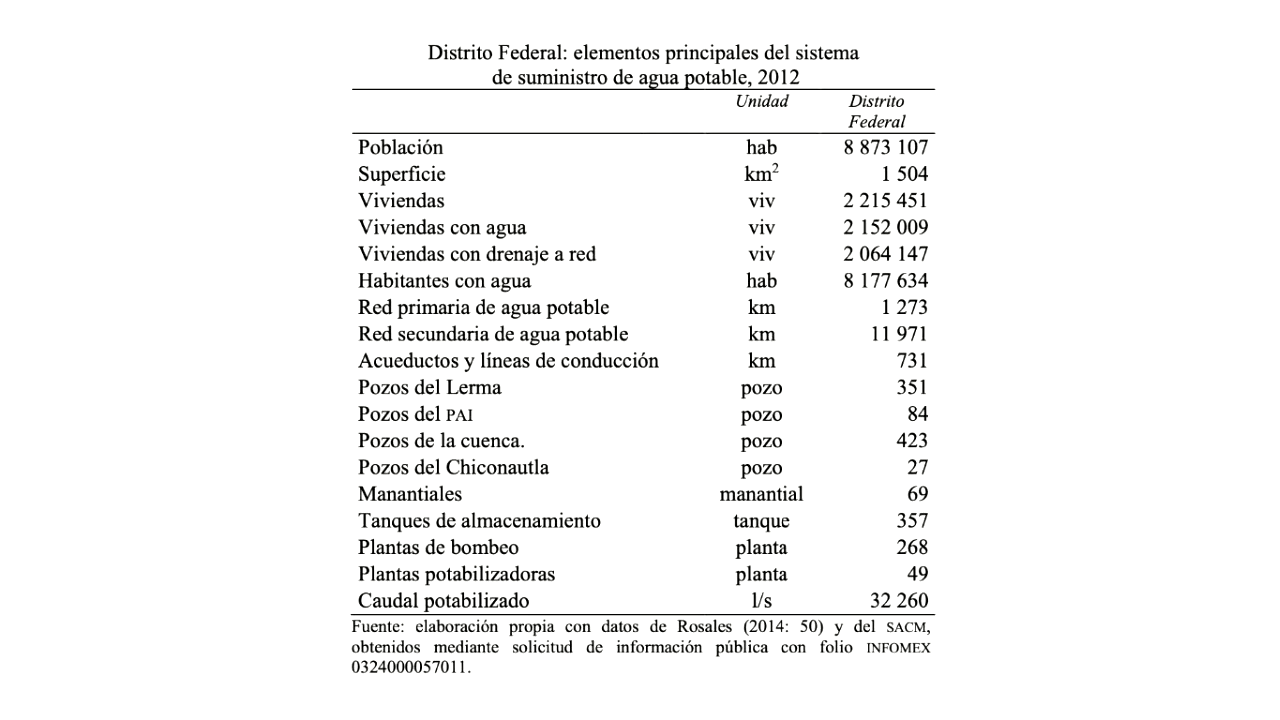 Distrito Federal: elementos principales del sistema
de suministro de agua potable, 2012
Unidad Distrito
Federal
Población hab 8 873 107
Superficie km² 1 504
Viviendas viv 2 215 451
Viviendas con agua viv 2 152 009
Viviendas con drenaje a red viv 2 064 147
Habitantes con agua hab 8 177 634
Red primaria de agua potable km 1 273
Red secundaria de agua potable km 11 971
Acueductos y líneas de conducción km 731
Pozos del Lerma pozo 351
Pozos del PAI pozo 84
Pozos de la cuenca. pozo 423
Pozos del Chiconautla pozo 27
Manantiales manantial 69
Tanques de almacenamiento tanque 357
Plantas de bombeo planta 268
Plantas potabilizadoras planta 49
Caudal potabilizado l/s 32 260
Fuente: elaboración propia con datos de Rosales (2014: 50) y del SACM,
obtenidos mediante solicitud de información pública con folio INFOMEX
0324000057011.